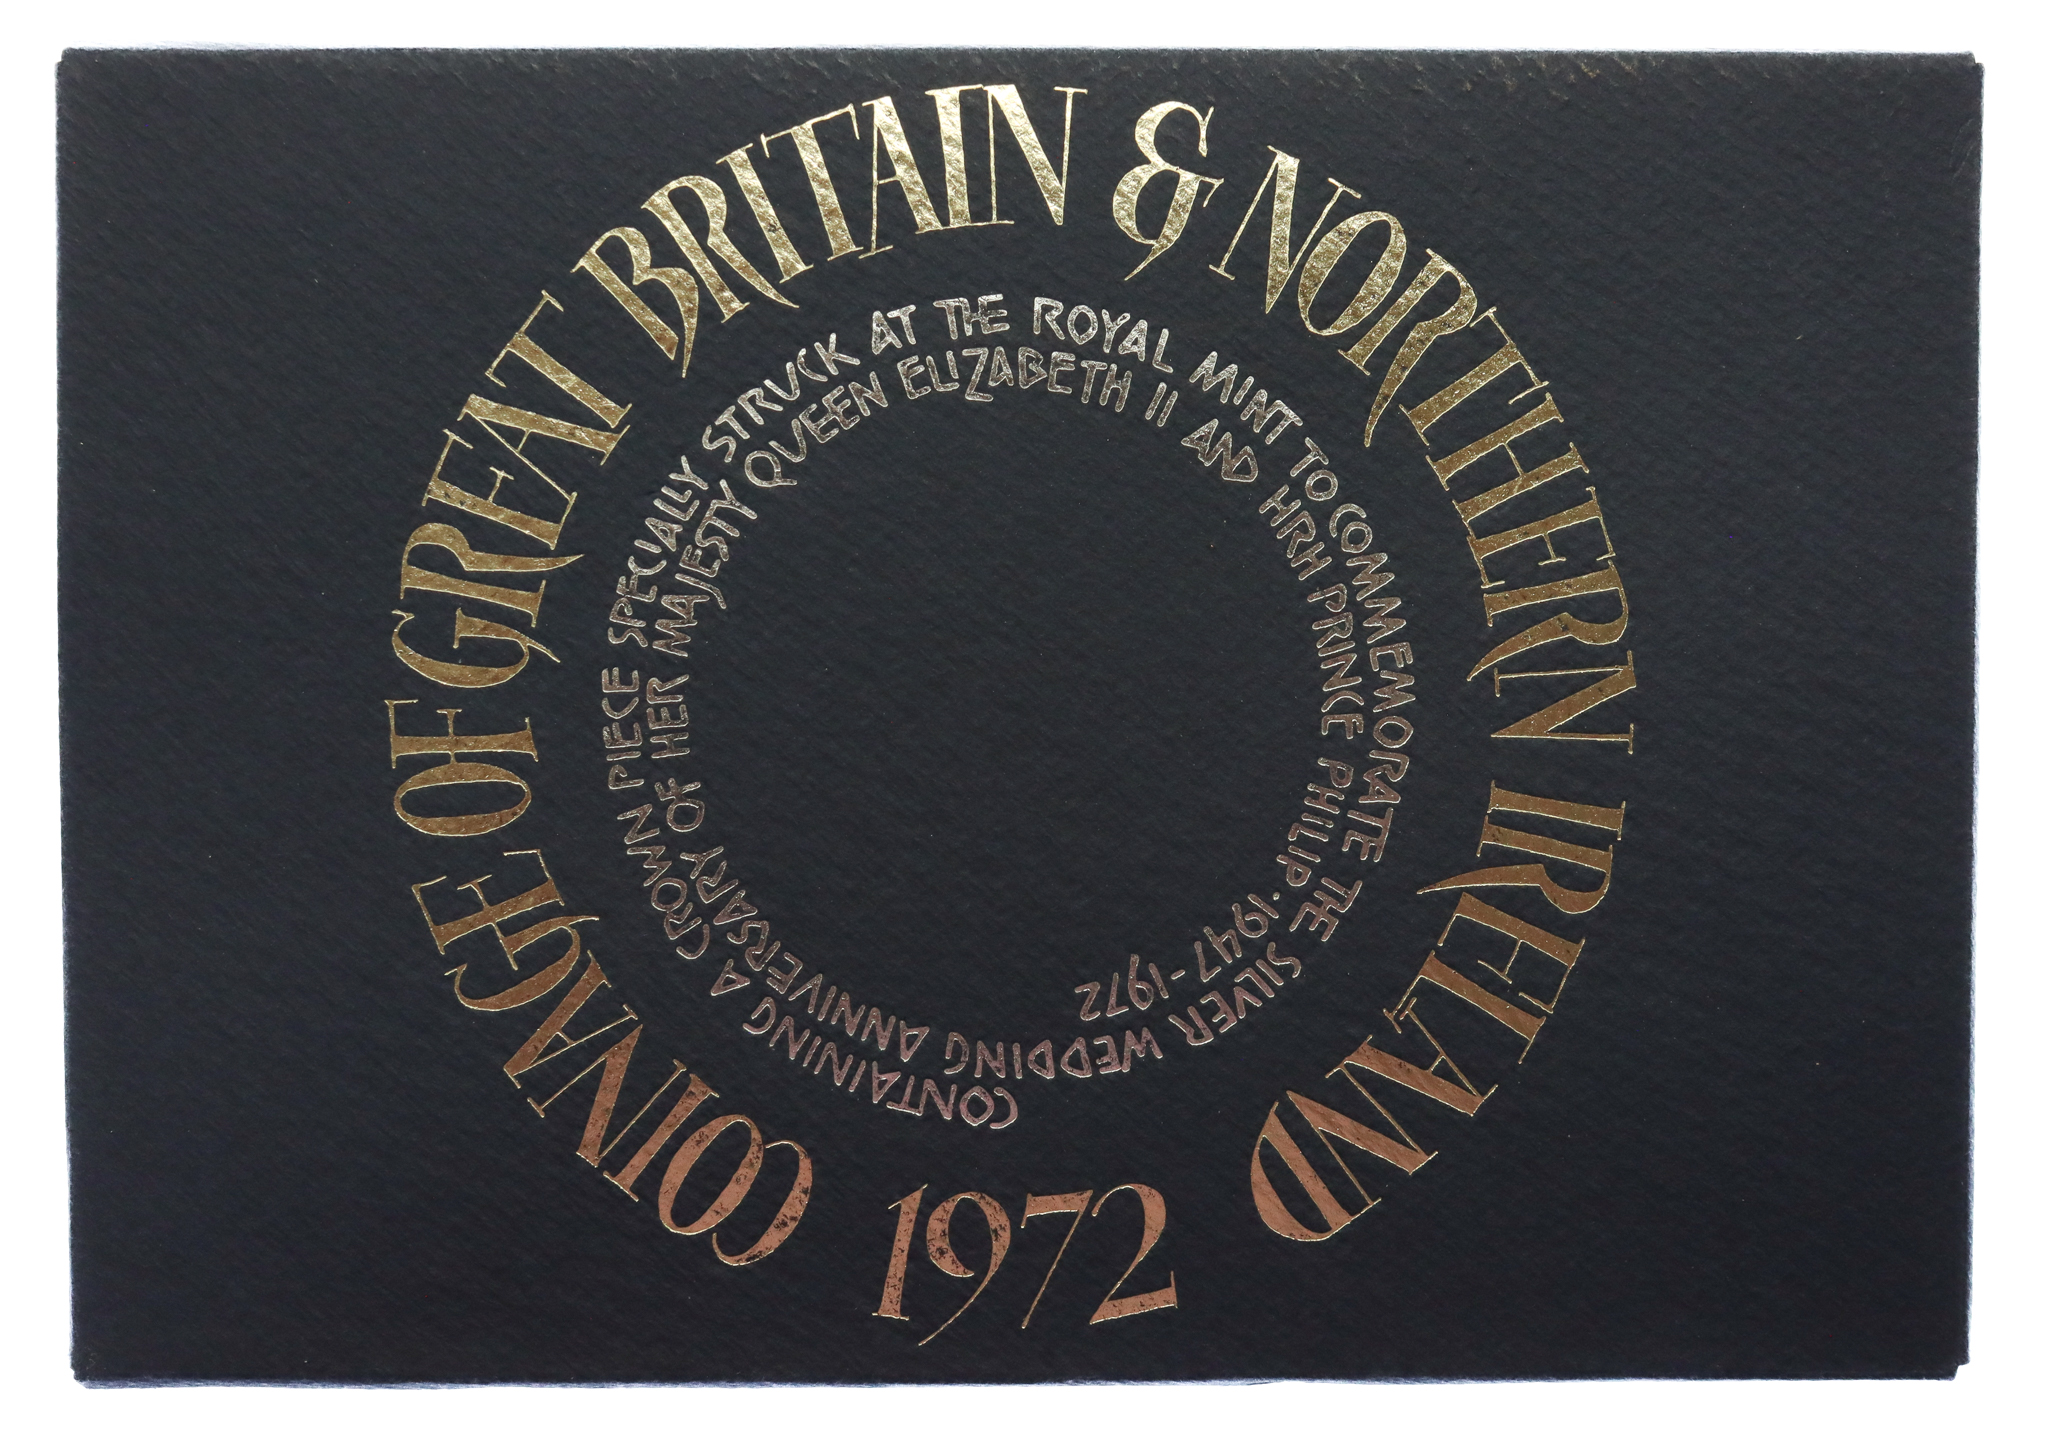 COINAGE OF GREAT BRITAIN & NORTHERN IRELAND
1972
CONTAINING A CROWN PIECE SPECIALLY STRUCK AT THE ROYAL MINT TO COMMEMORATE THE SILVER WEDDING ANNIVERSARY OF HER MAJESTY QUEEN ELIZABETH II AND HRH PRINCE PHILIP · 1947-1972